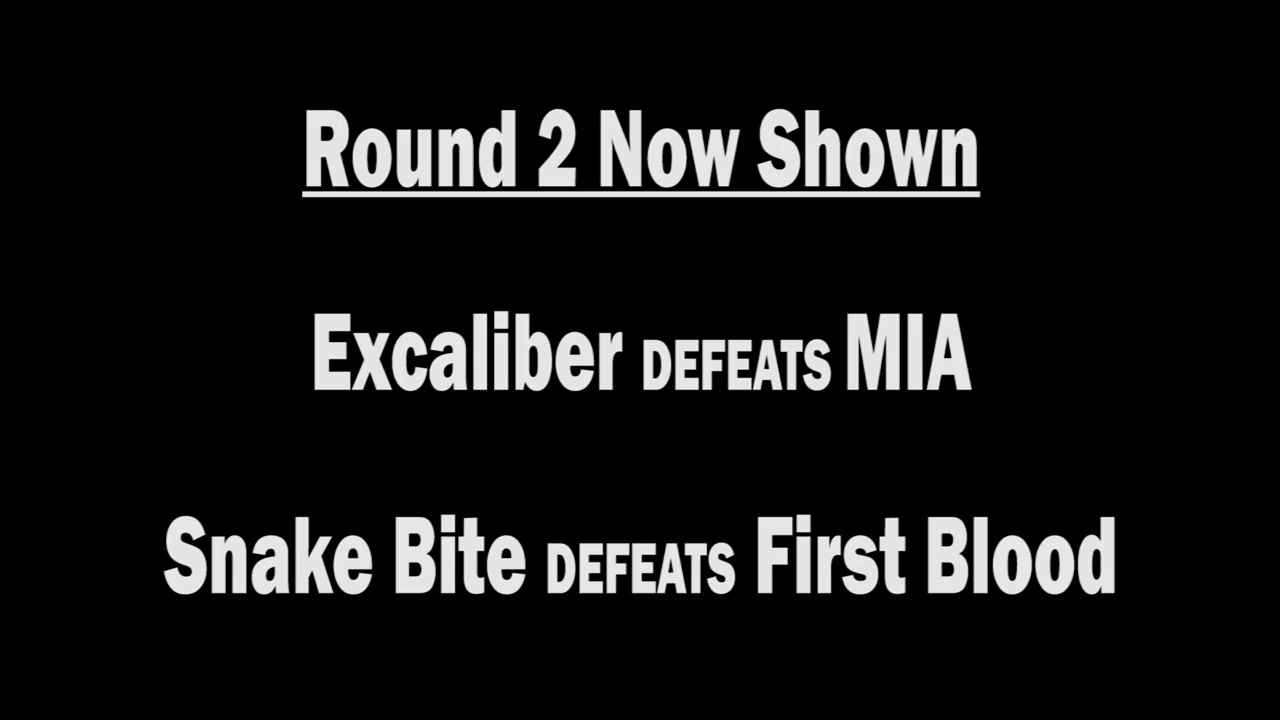 Round 2 Now Shown
Excaliber DEFEATS MIA
Snake Bite DEFEATS First Blood